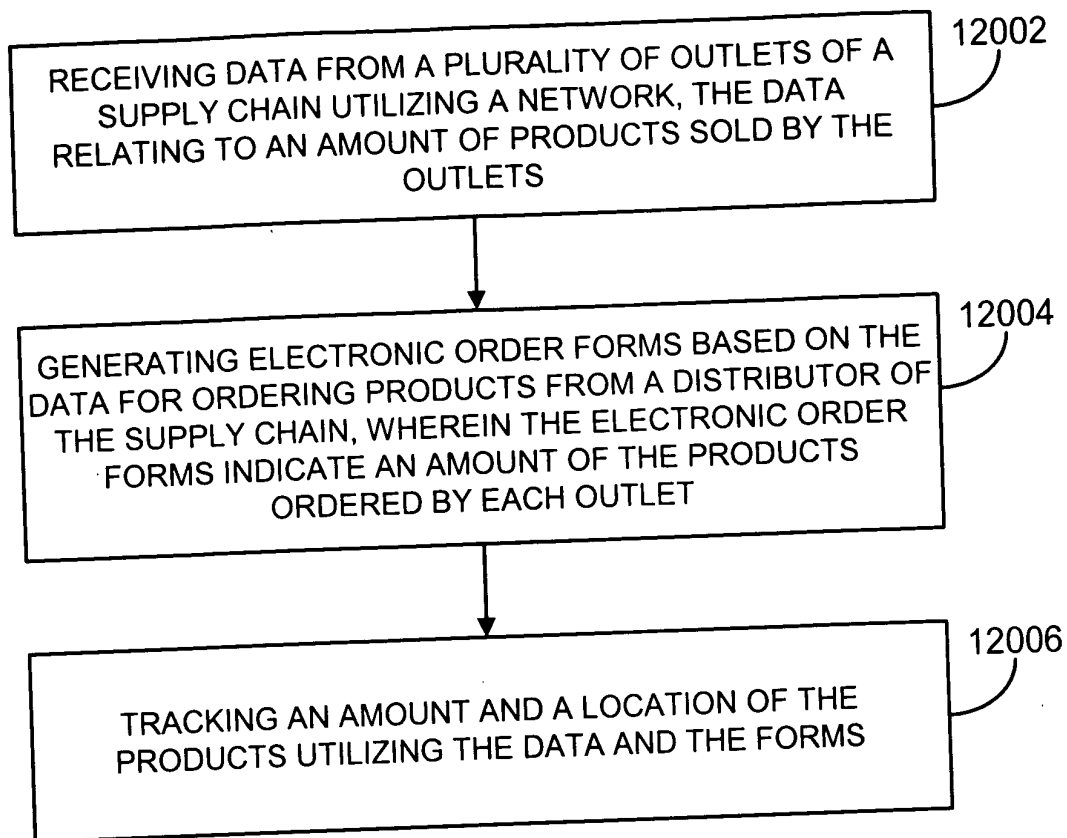 12002
RECEIVING DATA FROM A PLURALITY OF OUTLETS OF A
SUPPLY CHAIN UTILIZING A NETWORK, THE DATA
RELATING TO AN AMOUNT OF PRODUCTS SOLD BY THE
OUTLETS
12004
GENERATING ELECTRONIC ORDER FORMS BASED ON THE
DATA FOR ORDERING PRODUCTS FROM A DISTRIBUTOR OF
THE SUPPLY CHAIN, WHEREIN THE ELECTRONIC ORDER
FORMS INDICATE AN AMOUNT OF THE PRODUCTS
ORDERED BY EACH OUTLET
12006
TRACKING AN AMOUNT AND A LOCATION OF THE
PRODUCTS UTILIZING THE DATA AND THE FORMS